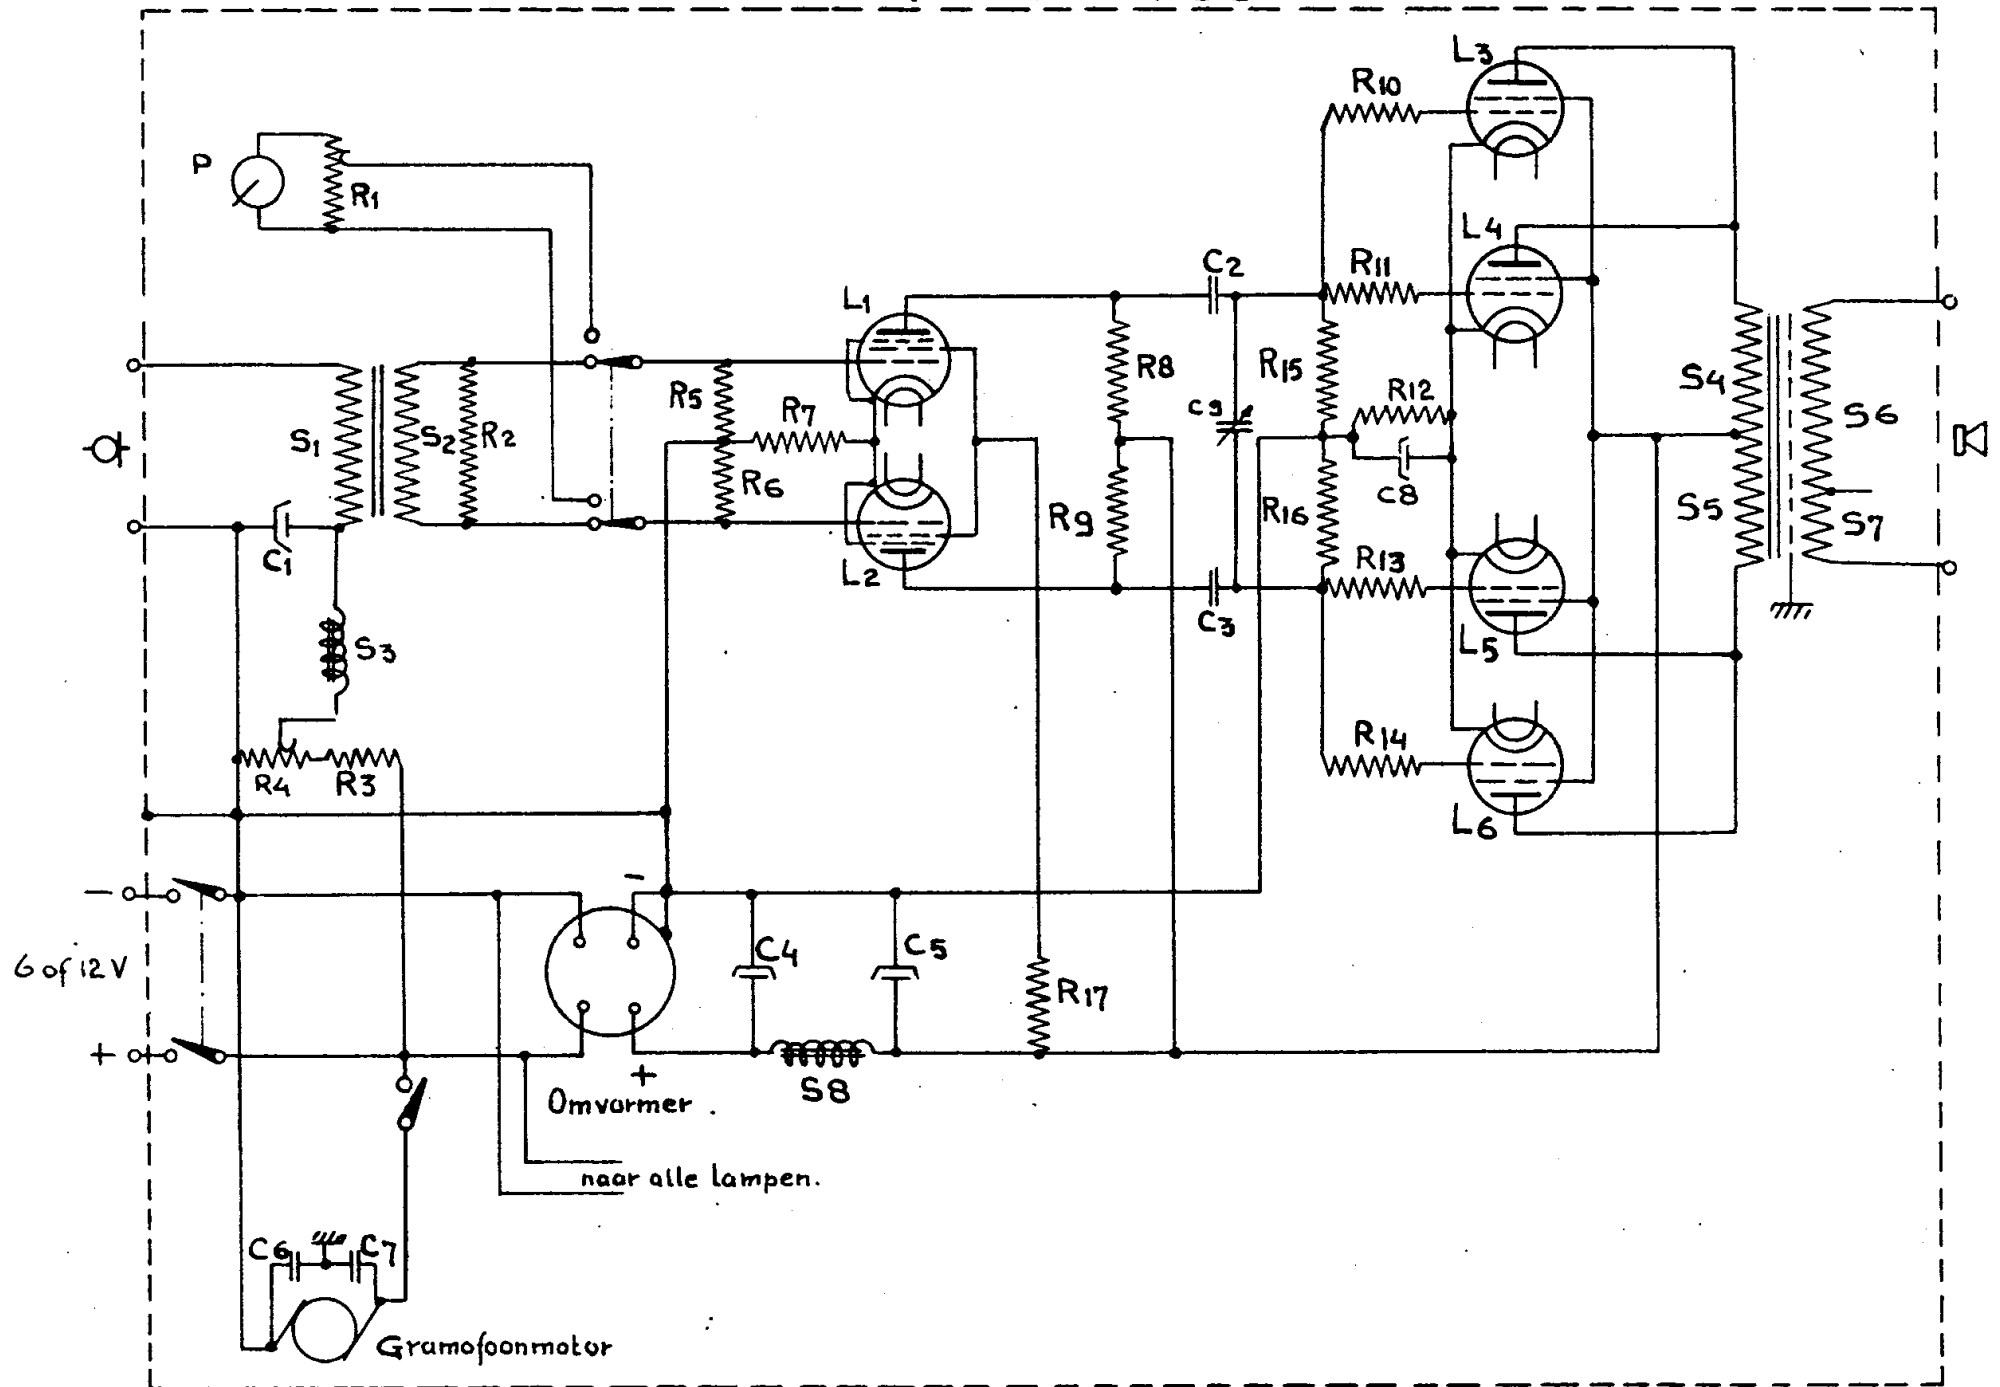 L3
R10
P
R1
L4
R11
C2
L1
R15
R8
R12
S4
R5
C9
S6
R7
S1
S2
R2
R6
C8
R9
R16
S5
S7
C1
L2
R13
C3
L5
S3
R14
R4
R3
L6
-
-
C4
C5
6 of 12V
R17
+
+
S8
Omvormer.
naar alle lampen.
C6
C7
Gramofoonmotor